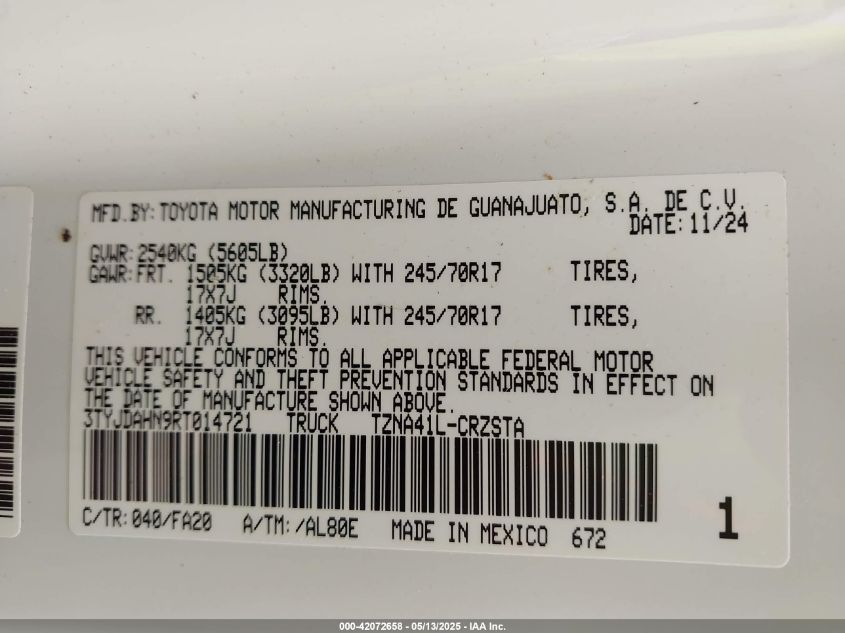 MFD.BY:TOYOTA MOTOR MANUFACTURING DE GUANAJUATO, S.A. DE C.V.
DATE:11/24
GVWR:2540KG (5605LB)
GAWR:FRT. 1505KG (3320LB) WITH 245/70R17 TIRES,
17X7J RIMS.
RR. 1405KG (3095LB) WITH 245/70R17 TIRES,
17X7J RIMS.
THIS VEHICLE CONFORMS TO ALL APPLICABLE FEDERAL MOTOR
VEHICLE SAFETY AND THEFT PREVENTION STANDARDS IN EFFECT ON
THE DATE OF MANUFACTURE SHOWN ABOVE.
3TYJDAHN9RT014721 TRUCK TZNA41L-CRZSTA
C/TR:040/FA20 A/TM:/AL80E MADE IN MEXICO 672
1
000-42072658 - 05/13/2025 - IAA Inc.